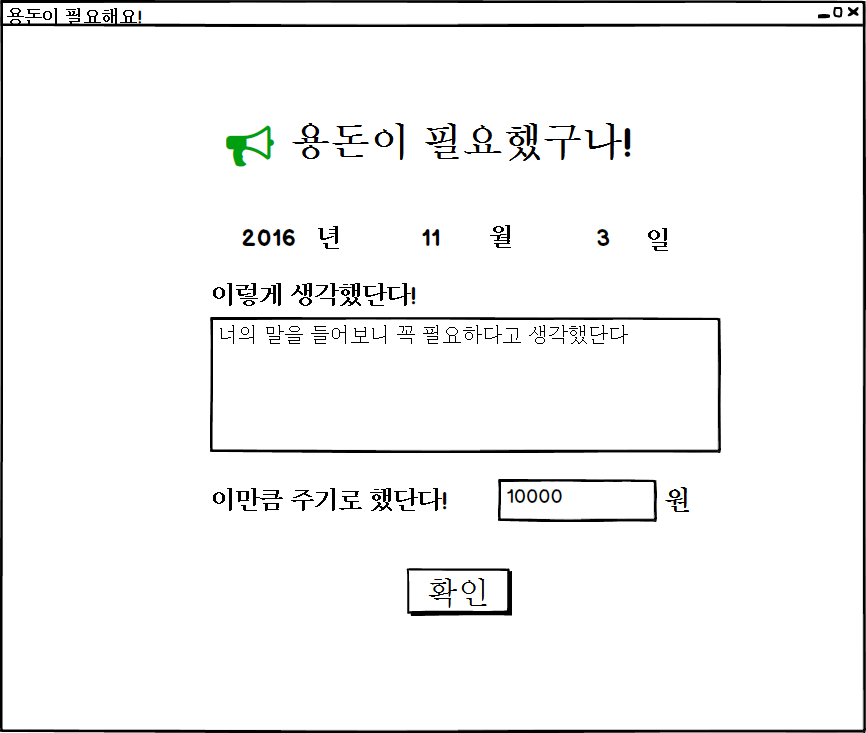 용돈이 필요해요!
용돈이 필요했구나!
2016 년 11 월 3 일
이렇게 생각했단다!
너의 말을 들어보니 꼭 필요하다고 생각했단다
이만큼 주기로 했단다! 10000 원
확인